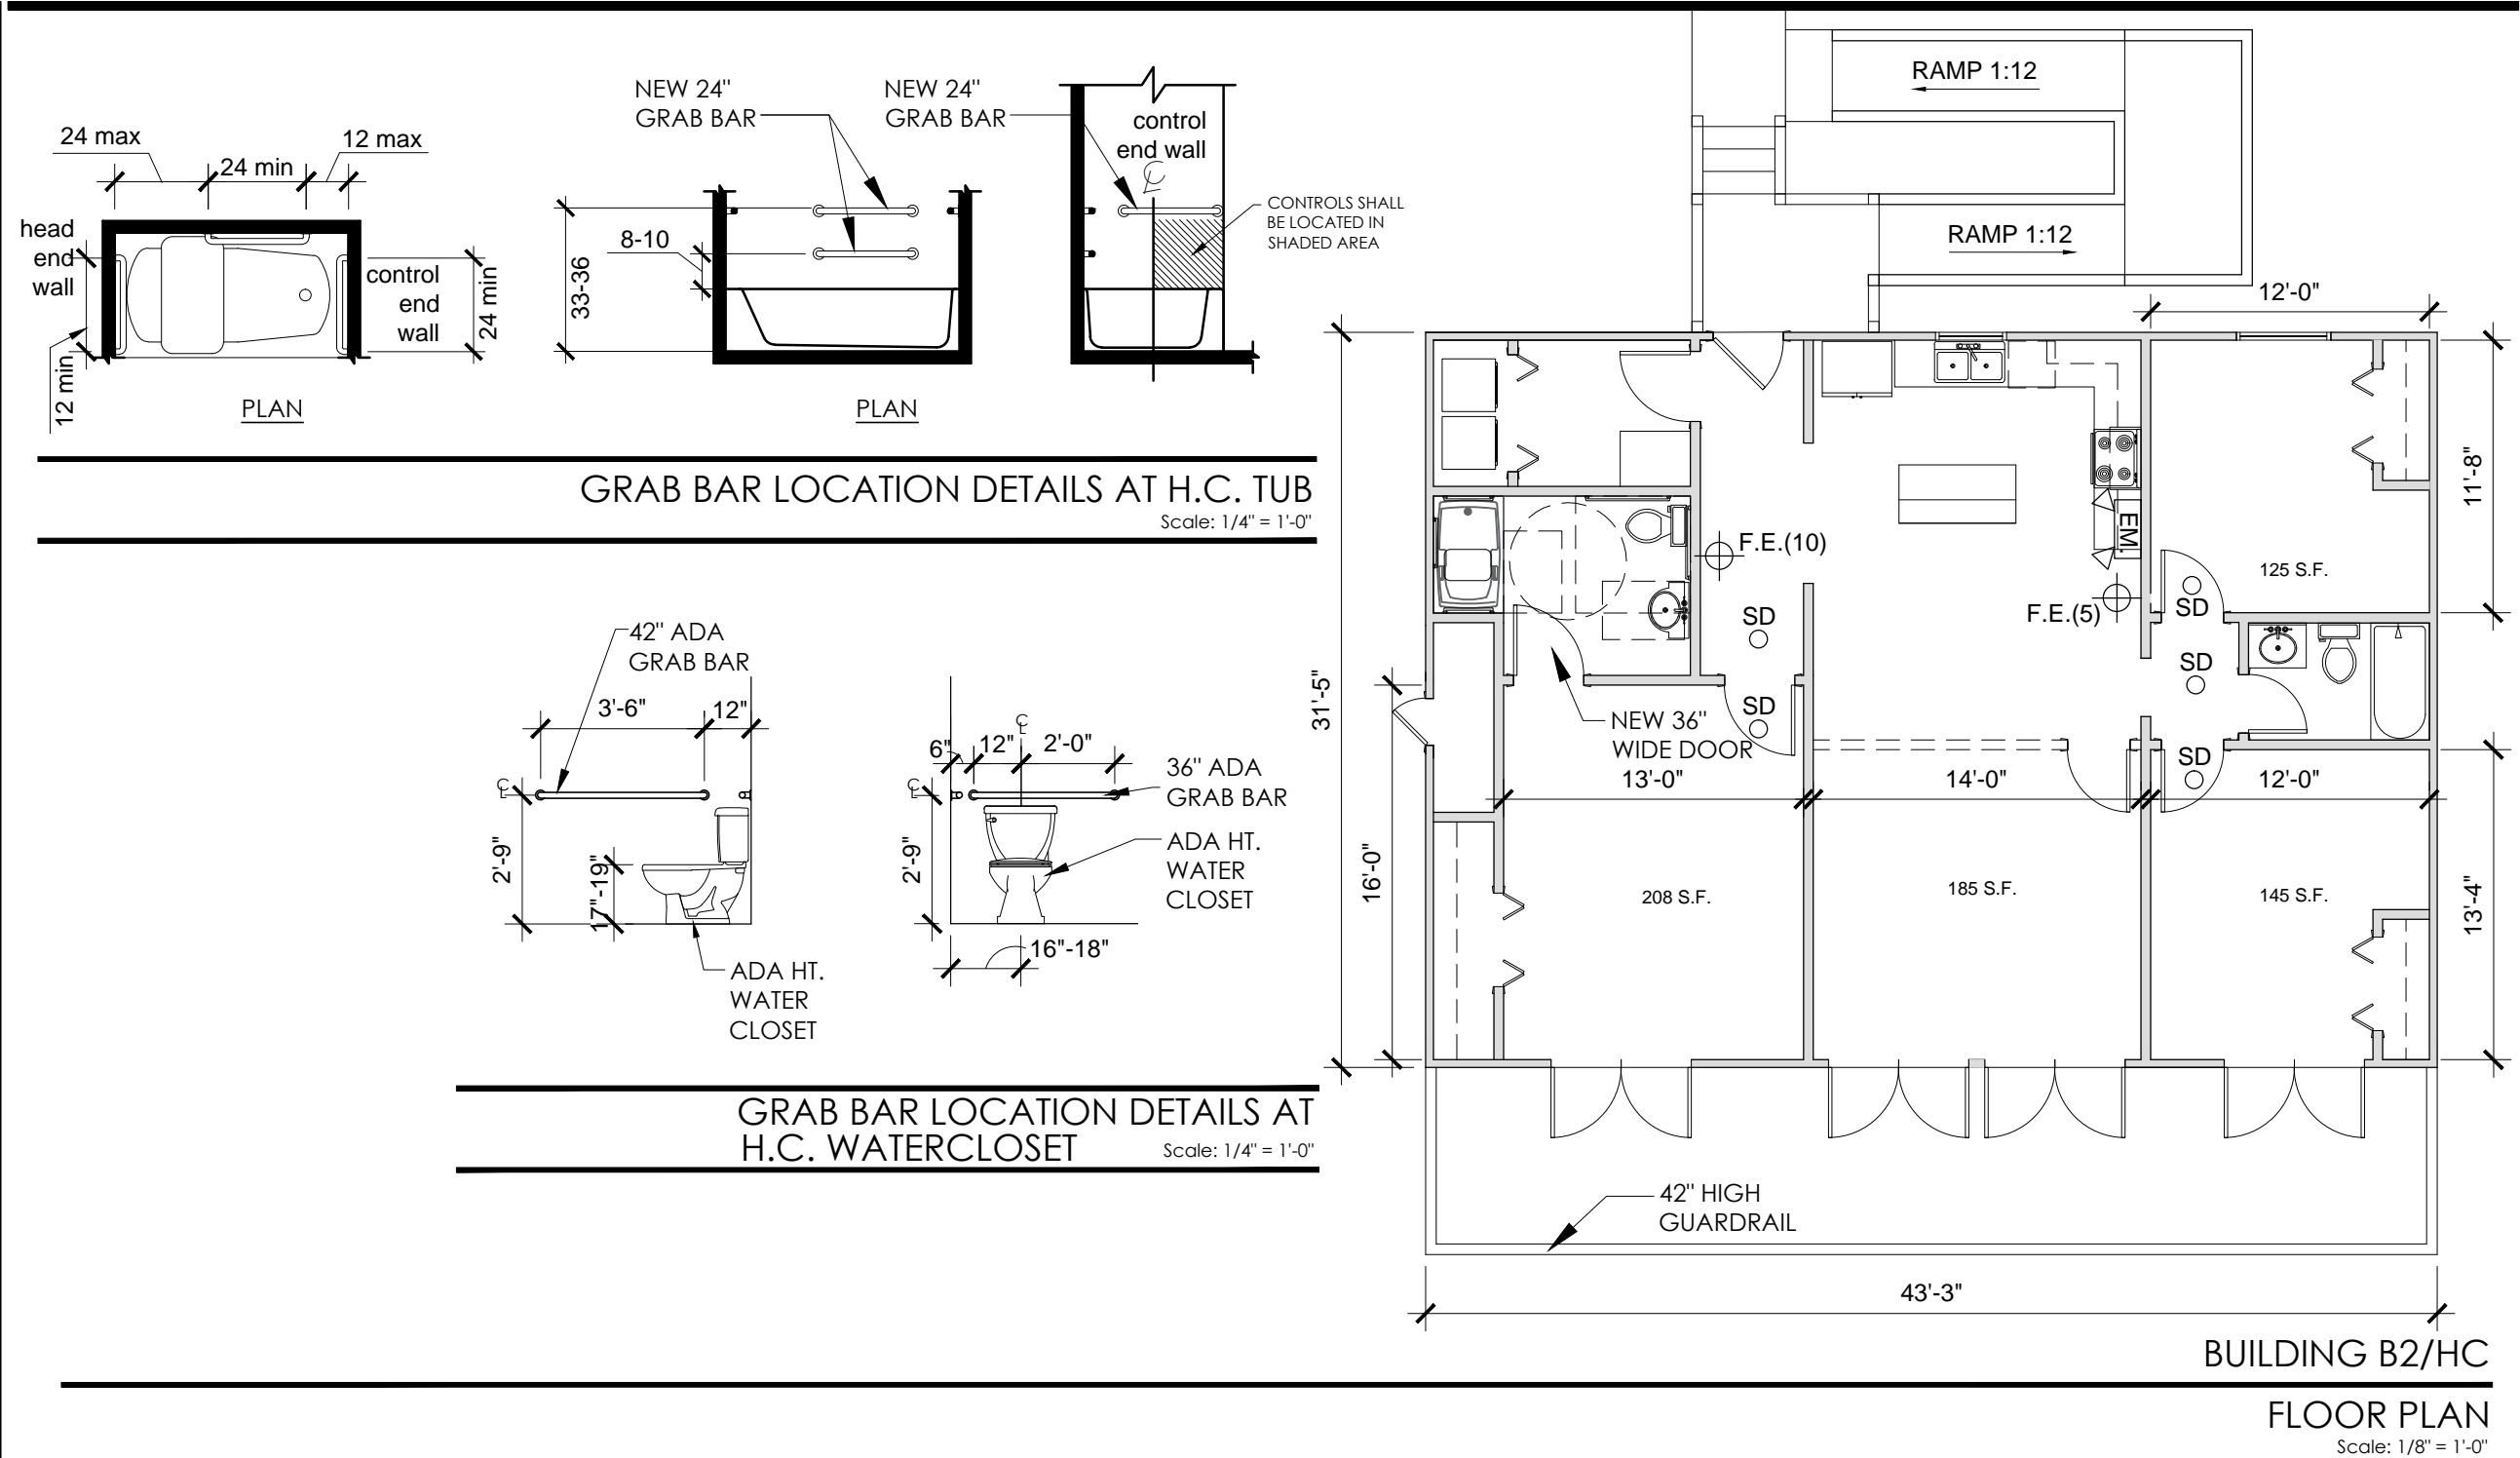 24 max
24 min
12 max
head
end
wall
12 min
control
end
wall
24 min
PLAN
NEW 24"
GRAB BAR
8-10
33-36
PLAN
NEW 24"
GRAB BAR
control
end wall
CL
CONTROLS SHALL
BE LOCATED IN
SHADED AREA
GRAB BAR LOCATION DETAILS AT H.C. TUB
Scale: 1/4" = 1'-0"
42" ADA
GRAB BAR
3'-6"
12"
CL
2'-9"
17"-19"
ADA HT.
WATER
CLOSET
6"
12"
CL
2'-0"
CL
2'-9"
36" ADA
GRAB BAR
ADA HT.
WATER
CLOSET
16"-18"
GRAB BAR LOCATION DETAILS AT
H.C. WATERCLOSET
Scale: 1/4" = 1'-0"
RAMP 1:12
RAMP 1:12
12'-0"
11'-8"
31'-5"
F.E.(10)
EM.
125 S.F.
F.E.(5)
SD
SD
SD
SD
SD
NEW 36"
WIDE DOOR
13'-0"
14'-0"
12'-0"
16'-0"
13'-4"
208 S.F.
185 S.F.
145 S.F.
42" HIGH
GUARDRAIL
43'-3"
BUILDING B2/HC
FLOOR PLAN
Scale: 1/8" = 1'-0"